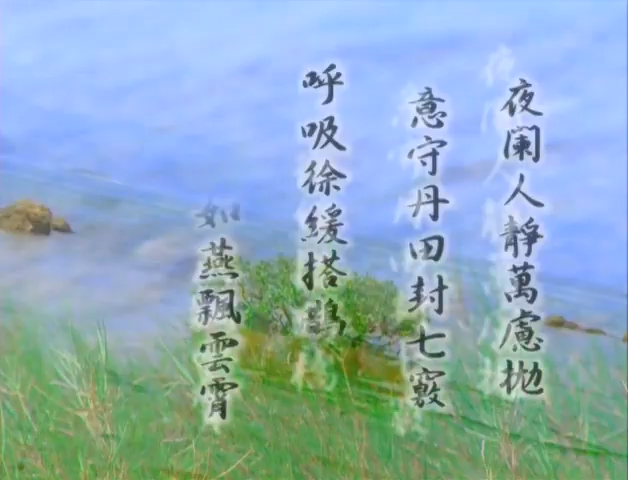 夜闌人靜萬慮抛
意守丹田封七竅
呼吸徐緩搭鵲
如燕飄雲霄